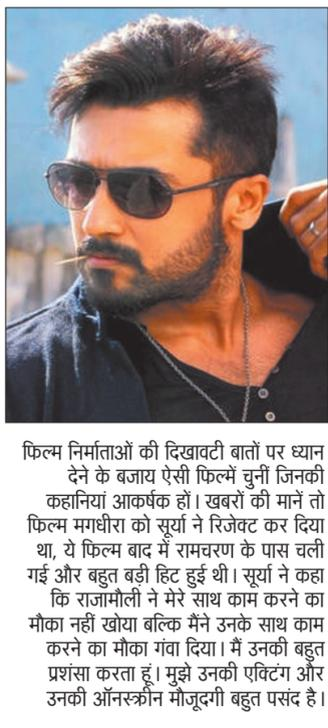 फिल्म निर्माताओं की दिखावटी बातों पर ध्यान
देने के बजाय ऐसी फिल्में चुनीं जिनकी
कहानियां आकर्षक हों। खबरों की मानें तो
फिल्म मगधीरा को सूर्या ने रिजेक्ट कर दिया
था, ये फिल्म बाद में रामचरण के पास चली
गई और बहुत बड़ी हिट हुई थी। सूर्या ने कहा
कि राजामौली ने मेरे साथ काम करने का
मौका नहीं खोया बल्कि मैंने उनके साथ काम
करने का मौका गंवा दिया। मैं उनकी बहुत
प्रशंसा करता हूं। मुझे उनकी एक्टिंग और
उनकी ऑनस्क्रीन मौजूदगी बहुत पसंद है।